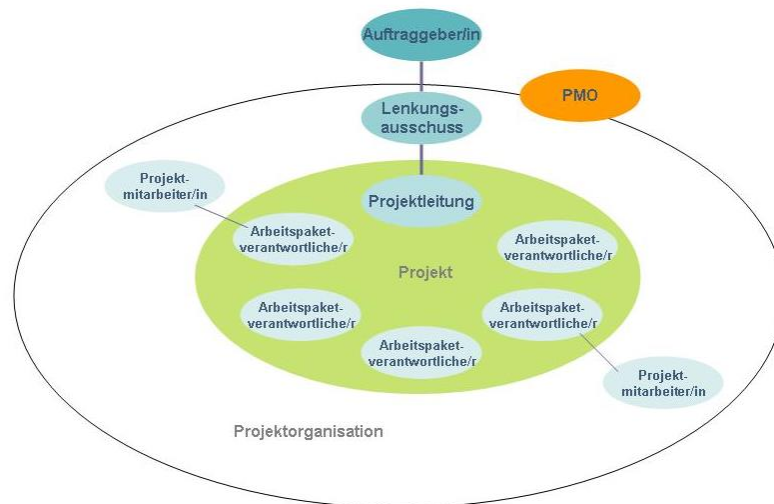 Auftraggeber/in
PMO
Lenkungs-
ausschuss
Projekt-
mitarbeiter/in
Projektleitung
Arbeitspaket-
verantwortliche/r
Arbeitspaket-
verantwortliche/r
Projekt
Arbeitspaket-
verantwortliche/r
Arbeitspaket-
verantwortliche/r
Arbeitspaket-
verantwortliche/r
Projekt-
mitarbeiter/in
Projektorganisation